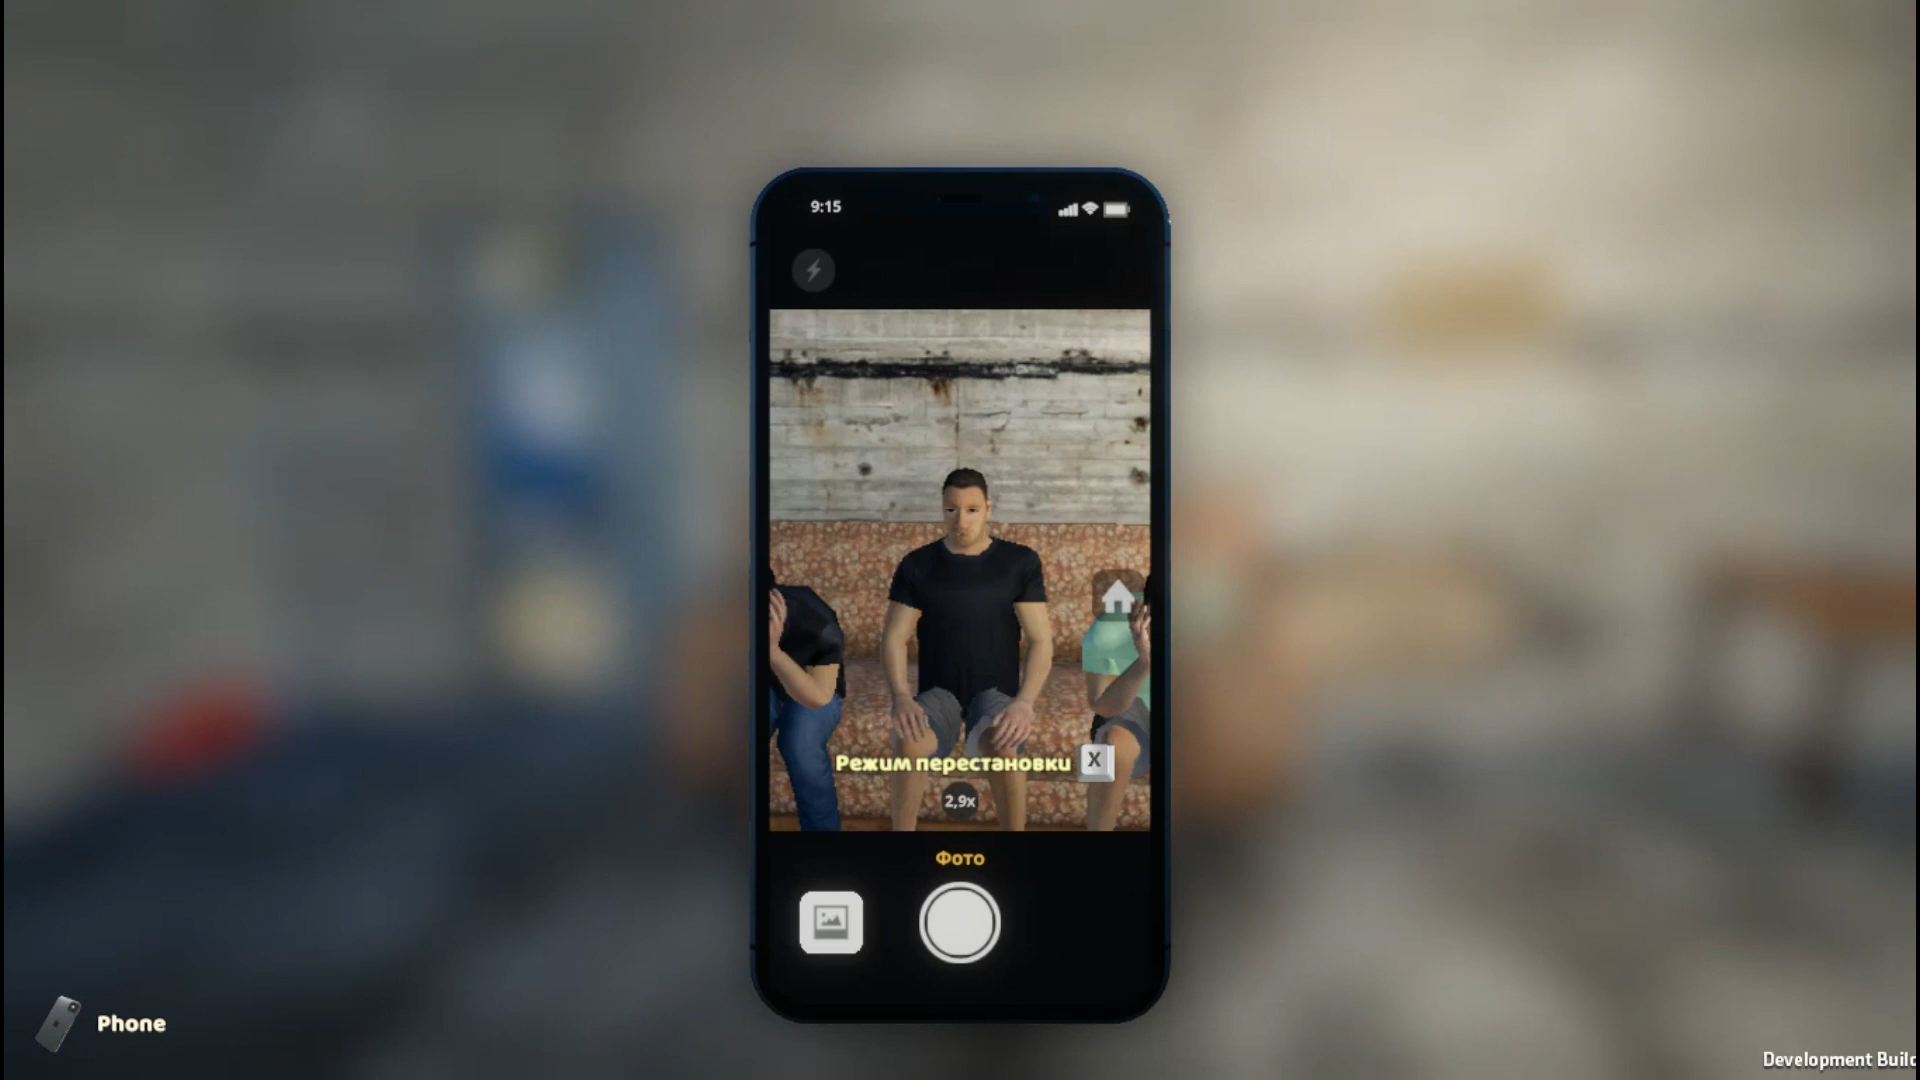 9:15
Режим перестановки X
2,9x
Фото
Phone
Development Build